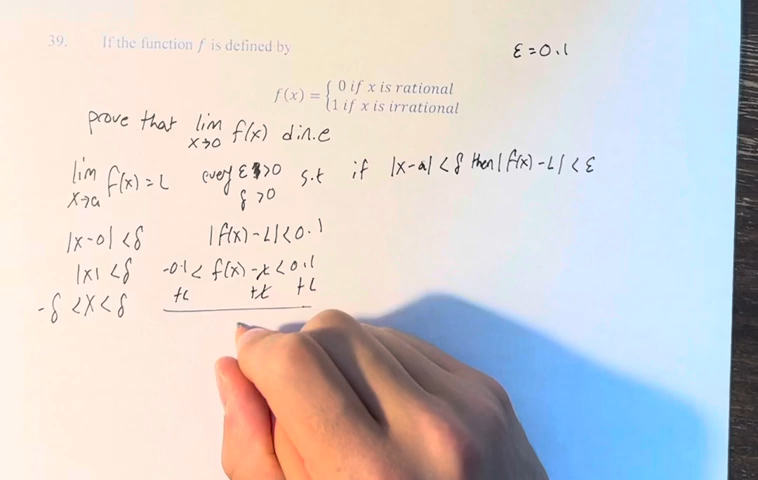 39. If the function f is defined by
ε=0.1
f(x) = { 0 if x is rational
1 if x is irrational
prove that lim x→0 f(x) d.n.e
lim x→a f(x)=L every ε>0 δ>0 s.t if |x-a|<δ then |f(x)-L|<ε
|x-0|<δ |f(x)-L|<0.1
|x|<δ -0.1< f(x)-L<0.1
-δ<x<δ +L +L +L